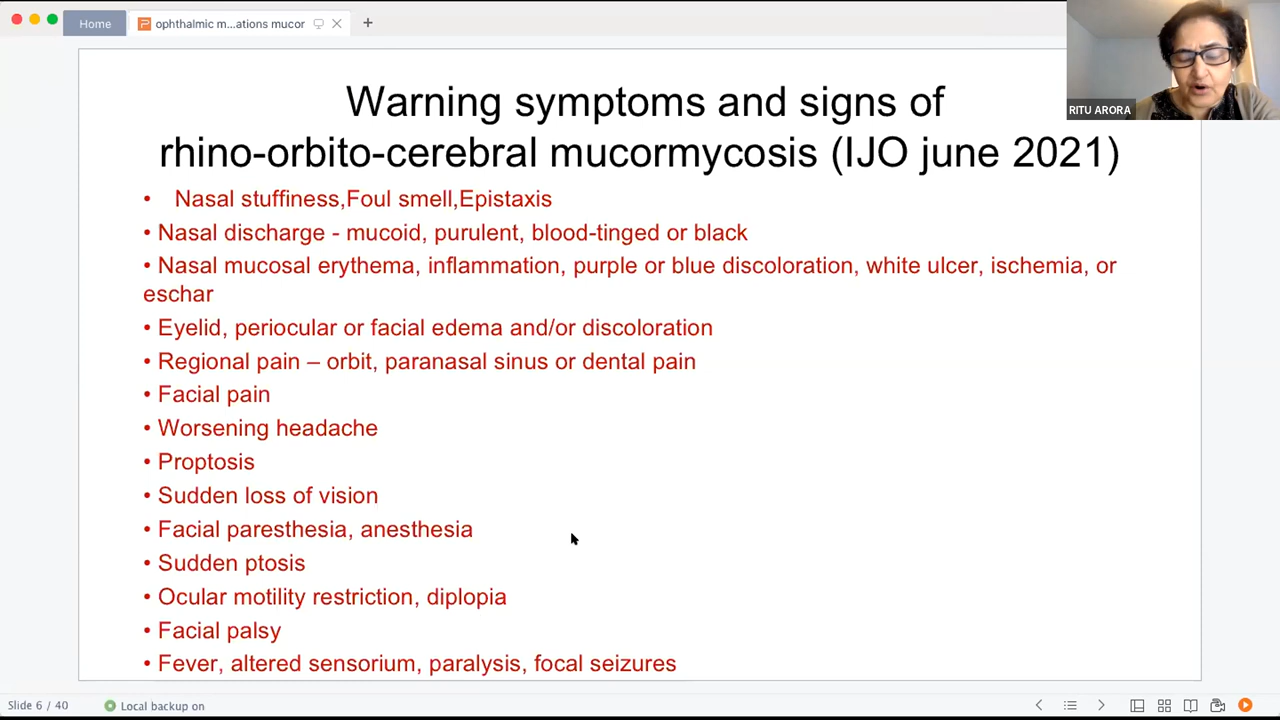 Home
ophthalmic m...ations mucor
RITU ARORA
Warning symptoms and signs of
rhino-orbito-cerebral mucormycosis (IJO june 2021)
• Nasal stuffiness,Foul smell,Epistaxis
• Nasal discharge - mucoid, purulent, blood-tinged or black
• Nasal mucosal erythema, inflammation, purple or blue discoloration, white ulcer, ischemia, or
eschar
• Eyelid, periocular or facial edema and/or discoloration
• Regional pain – orbit, paranasal sinus or dental pain
• Facial pain
• Worsening headache
• Proptosis
• Sudden loss of vision
• Facial paresthesia, anesthesia
• Sudden ptosis
• Ocular motility restriction, diplopia
• Facial palsy
• Fever, altered sensorium, paralysis, focal seizures
Slide 6 / 40
Local backup on